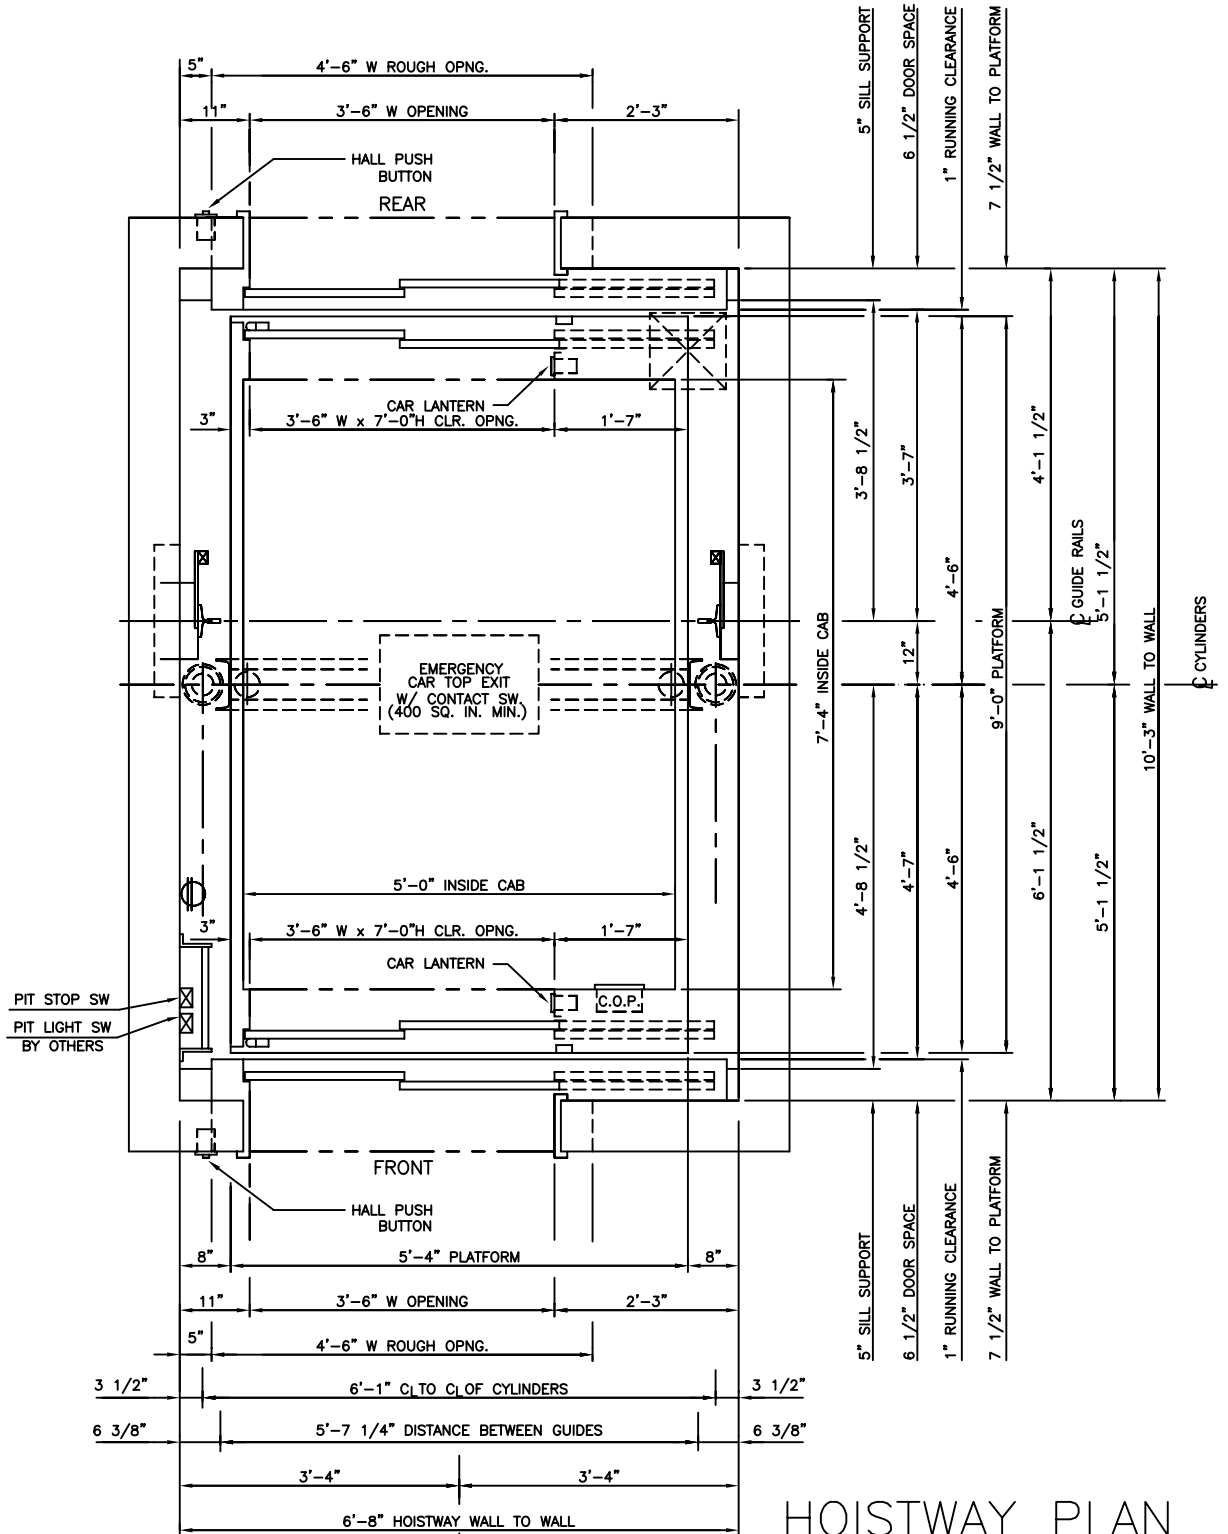 5" SILL SUPPORT
6 1/2" DOOR SPACE
1" RUNNING CLEARANCE
7 1/2" WALL TO PLATFORM
5"
4'-6" W ROUGH OPNG.
11"
3'-6" W OPENING
2'-3"
HALL PUSH
BUTTON
REAR
CAR LANTERN
3"
3'-6" W x 7'-0"H CLR. OPNG.
1'-7"
3'-8 1/2"
3'-7"
4'-1 1/2"
4'-6"
GUIDE RAILS
5'-1 1/2"
CYLINDERS
EMERGENCY
CAR TOP EXIT
W/ CONTACT SW.
(400 SQ. IN. MIN.)
7'-4" INSIDE CAB
12"
9'-0" PLATFORM
10'-3" WALL TO WALL
5'-0" INSIDE CAB
4'-8 1/2"
4'-7"
4'-6"
6'-1 1/2"
5'-1 1/2"
3"
3'-6" W x 7'-0"H CLR. OPNG.
1'-7"
CAR LANTERN
C.O.P.
PIT STOP SW
PIT LIGHT SW
BY OTHERS
FRONT
HALL PUSH
BUTTON
8"
5'-4" PLATFORM
8"
11"
3'-6" W OPENING
2'-3"
5"
4'-6" W ROUGH OPNG.
5" SILL SUPPORT
6 1/2" DOOR SPACE
1" RUNNING CLEARANCE
7 1/2" WALL TO PLATFORM
3 1/2"
6'-1" CL TO CL OF CYLINDERS
3 1/2"
6 3/8"
5'-7 1/4" DISTANCE BETWEEN GUIDES
6 3/8"
3'-4"
3'-4"
6'-8" HOISTWAY WALL TO WALL
HOISTWAY PLAN